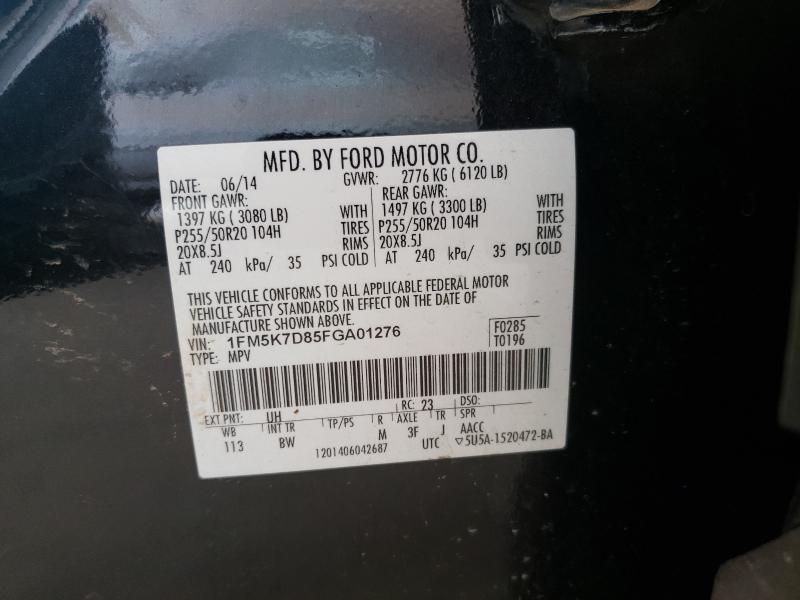 MFD. BY FORD MOTOR CO.
DATE: 06/14 GVWR: 2776 KG ( 6120 LB)
FRONT GAWR: REAR GAWR:
1397 KG ( 3080 LB) WITH 1497 KG ( 3300 LB) WITH
P255/50R20 104H TIRES P255/50R20 104H TIRES
20X8.5J RIMS 20X8.5J RIMS
AT 240 kPa/ 35 PSI COLD AT 240 kPa/ 35 PSI COLD
THIS VEHICLE CONFORMS TO ALL APPLICABLE FEDERAL MOTOR
VEHICLE SAFETY STANDARDS IN EFFECT ON THE DATE OF
MANUFACTURE SHOWN ABOVE.
VIN: 1FM5K7D85FGA01276 F0285
TYPE: MPV T0196
EXT PNT: UH RC: 23 DSO:
WB INT TR TP/PS R AXLE TR SPR
113 BW M 3F J AACC
1201406042687 UTC ▽5U5A-1520472-BA